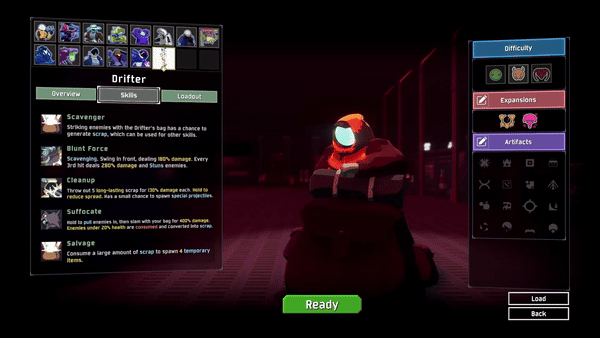 Drifter
Overview
Skills
Loadout
Scavenger
Striking enemies with the Drifter's bag has a chance to
generate scrap, which can be used for other skills.
Blunt Force
Scavenging. Swing in front, dealing 180% damage. Every
3rd hit deals 280% damage and Stuns enemies.
Cleanup
Throw out 5 long-lasting scrap for 130% damage each. Hold to
reduce spread. Has a small chance to spawn special projectiles.
Suffocate
Hold to pull enemies in, then slam with your bag for 400% damage.
Enemies under 20% health are consumed and converted into scrap.
Salvage
Consume a large amount of scrap to spawn 4 temporary
items.
Difficulty
Expansions
Artifacts
Ready
Load
Back